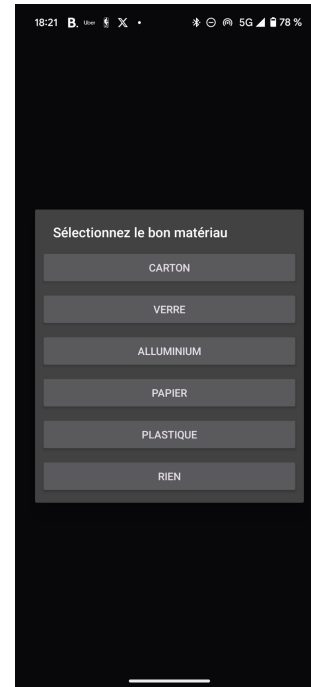 18:21 B. Uber X • 5G 78 %
Sélectionnez le bon matériau
CARTON
VERRE
ALLUMINIUM
PAPIER
PLASTIQUE
RIEN